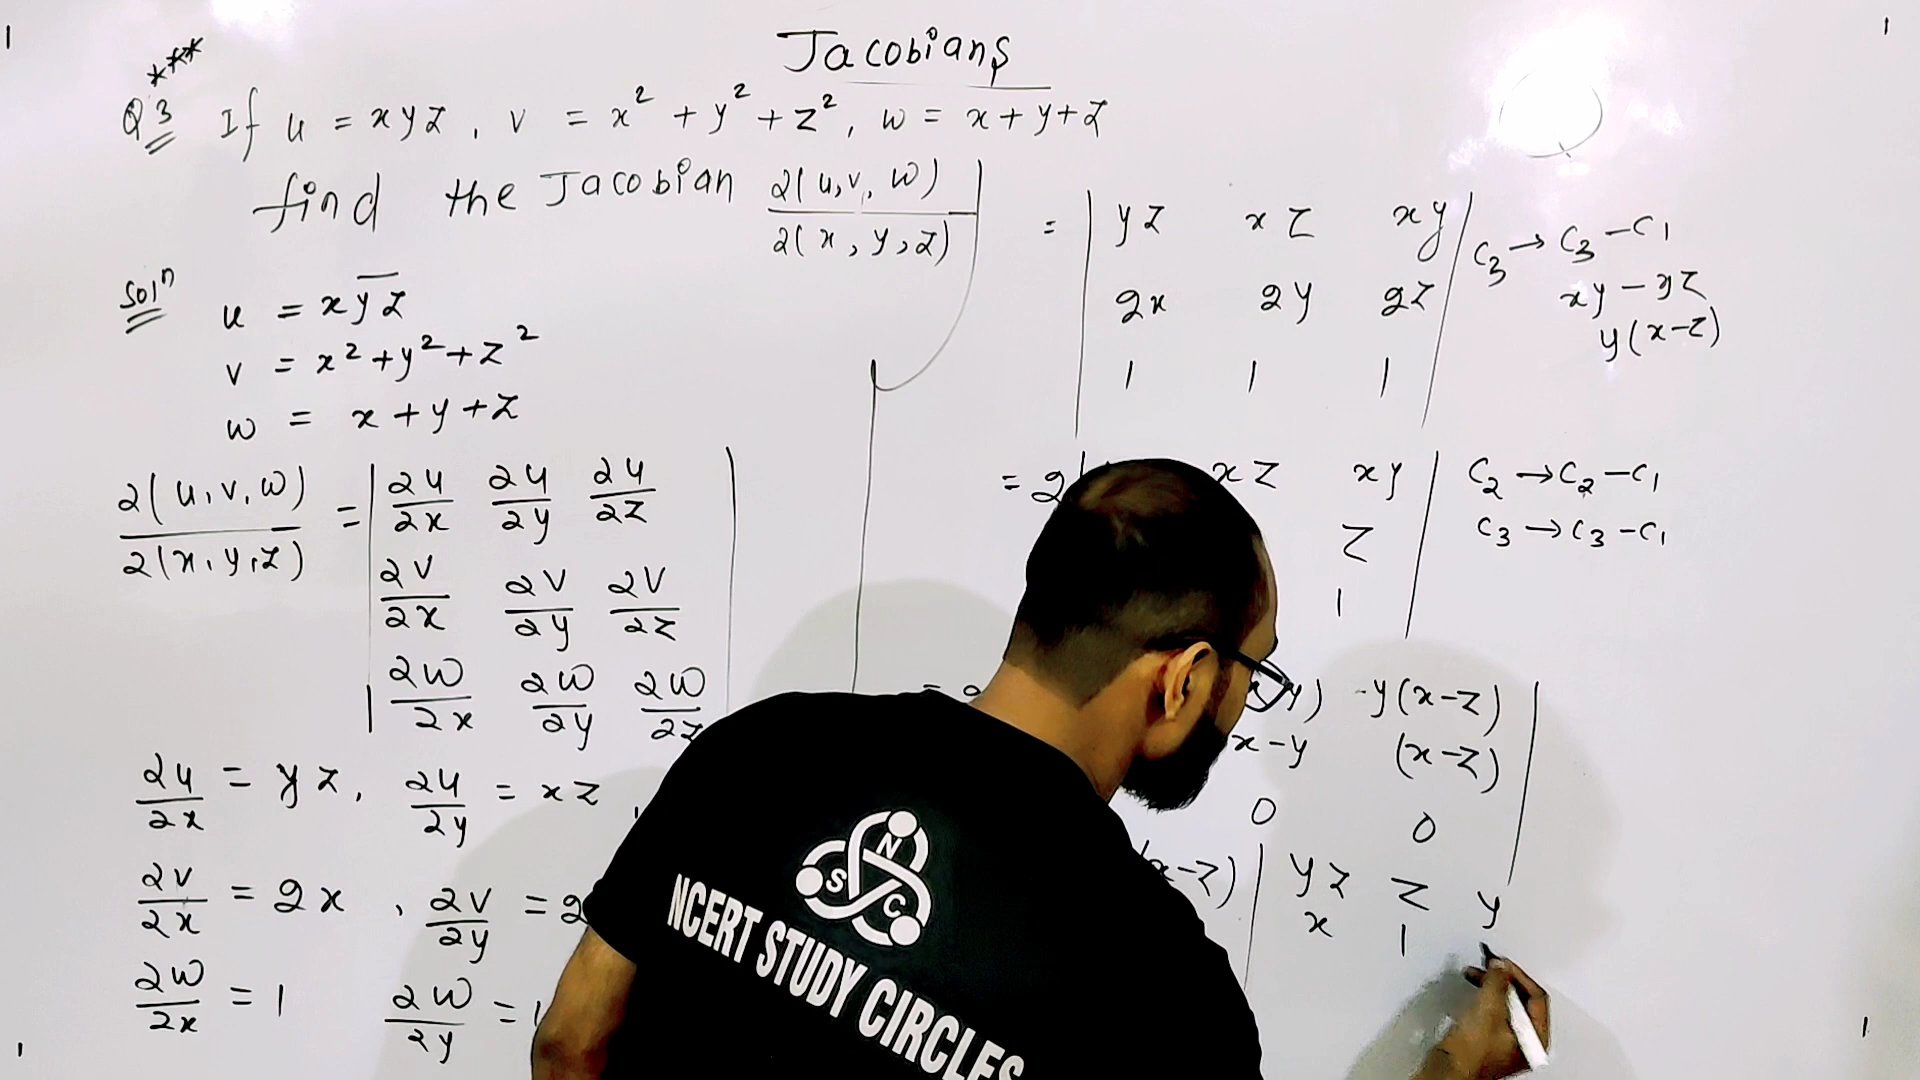 Jacobians
***
Q3 If u = xyz, v = x² + y² + z², w = x+y+z
find the Jacobian ∂(u,v,w)/∂(x,y,z)
Solⁿ u = xyz
v = x²+y²+z²
w = x+y+z
∂(u,v,w)/∂(x,y,z) = | ∂u/∂x ∂u/∂y ∂u/∂z |
∂v/∂x ∂v/∂y ∂v/∂z
∂w/∂x ∂w/∂y ∂w/∂z
∂u/∂x = yz, ∂u/∂y = xz,
∂v/∂x = 2x, ∂v/∂y = 2
∂w/∂x = 1 ∂w/∂y = 1
= | yz xz xy | C₃ → C₃ – C₁
2x 2y 2z xy – yz
1 1 1 y(x–z)
= 2 | xz xy | C₂ → C₂ – C₁
z C₃ → C₃ – C₁
1
= y) -y(x–z)
x–y (x–z)
0 0
(x–z) | yz z y
x 1
NSC
NCERT STUDY CIRCLES